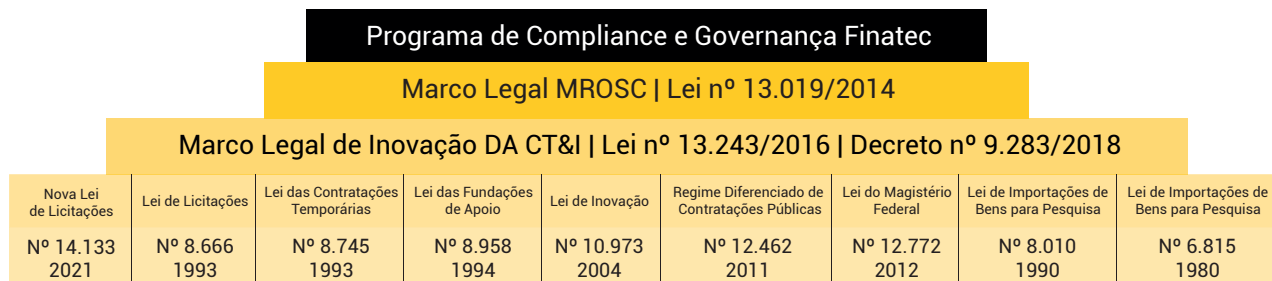 Programa de Compliance e Governança Finatec
Marco Legal MROSC | Lei nº 13.019/2014
Marco Legal de Inovação DA CT&I | Lei nº 13.243/2016 | Decreto nº 9.283/2018
Nova Lei
de Licitações
Nº 14.133
2021
Lei de Licitações
Nº 8.666
1993
Lei das Contratações
Temporárias
Nº 8.745
1993
Lei das Fundações
de Apoio
Nº 8.958
1994
Lei de Inovação
Nº 10.973
2004
Regime Diferenciado de
Contratações Públicas
Nº 12.462
2011
Lei do Magistério
Federal
Nº 12.772
2012
Lei de Importações de
Bens para Pesquisa
Nº 8.010
1990
Lei de Importações de
Bens para Pesquisa
Nº 6.815
1980